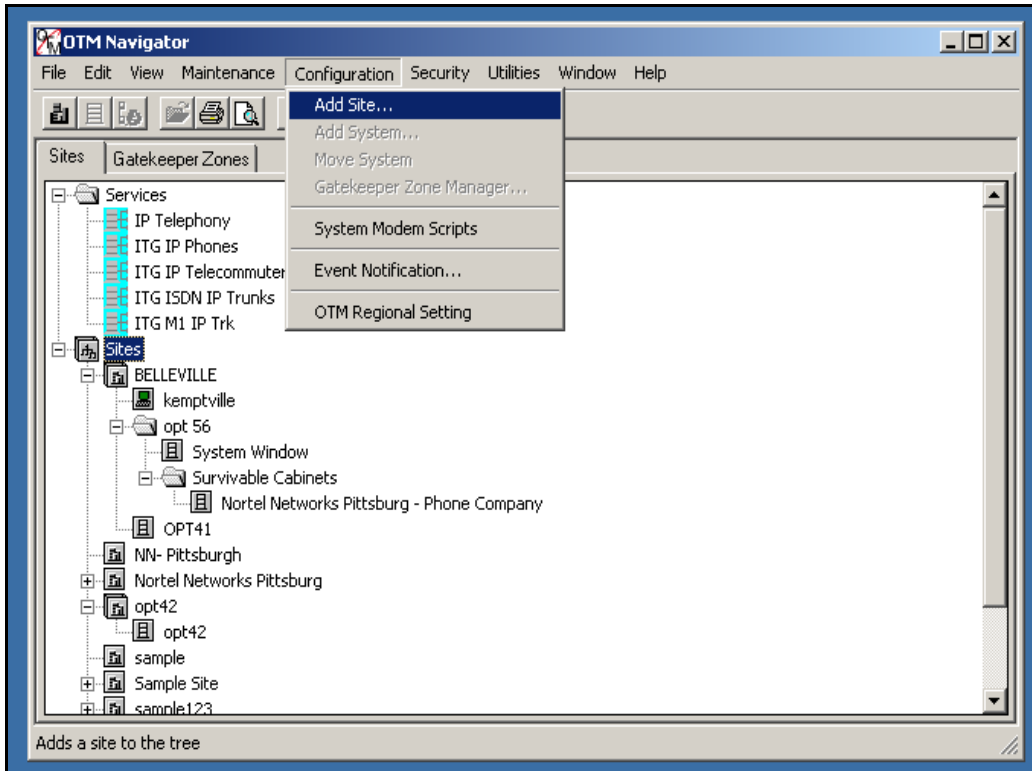 OTM Navigator
File Edit View Maintenance Configuration Security Utilities Window Help
Add Site...
Add System...
Move System
Gatekeeper Zone Manager...
System Modem Scripts
Event Notification...
OTM Regional Setting
Sites Gatekeeper Zones
Services
IP Telephony
ITG IP Phones
ITG IP Telecommuter
ITG ISDN IP Trunks
ITG M1 IP Trk
Sites
BELLEVILLE
kemptville
opt 56
System Window
Survivable Cabinets
Nortel Networks Pittsburg - Phone Company
OPT41
NN- Pittsburgh
Nortel Networks Pittsburg
opt42
opt42
sample
Sample Site
sample123
Adds a site to the tree